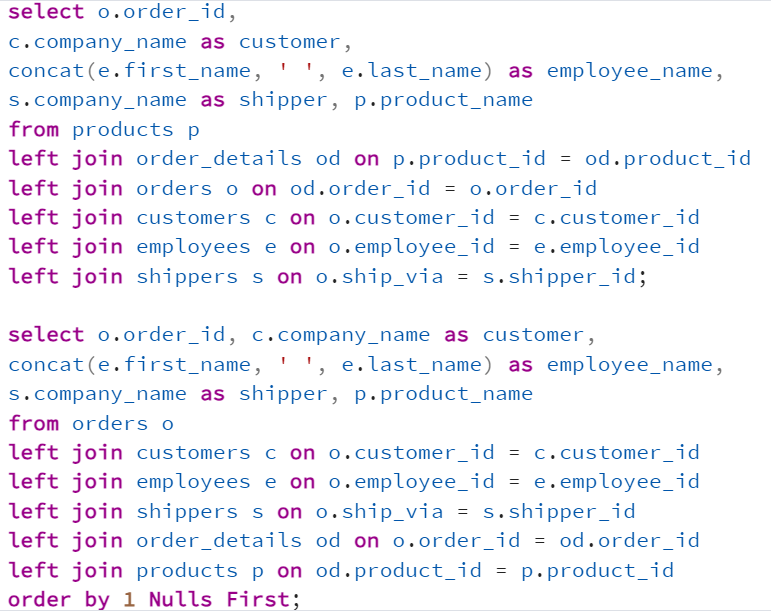 select o.order_id,
c.company_name as customer,
concat(e.first_name, ' ', e.last_name) as employee_name,
s.company_name as shipper, p.product_name
from products p
left join order_details od on p.product_id = od.product_id
left join orders o on od.order_id = o.order_id
left join customers c on o.customer_id = c.customer_id
left join employees e on o.employee_id = e.employee_id
left join shippers s on o.ship_via = s.shipper_id;
select o.order_id, c.company_name as customer,
concat(e.first_name, ' ', e.last_name) as employee_name,
s.company_name as shipper, p.product_name
from orders o
left join customers c on o.customer_id = c.customer_id
left join employees e on o.employee_id = e.employee_id
left join shippers s on o.ship_via = s.shipper_id
left join order_details od on o.order_id = od.order_id
left join products p on od.product_id = p.product_id
order by 1 Nulls First;